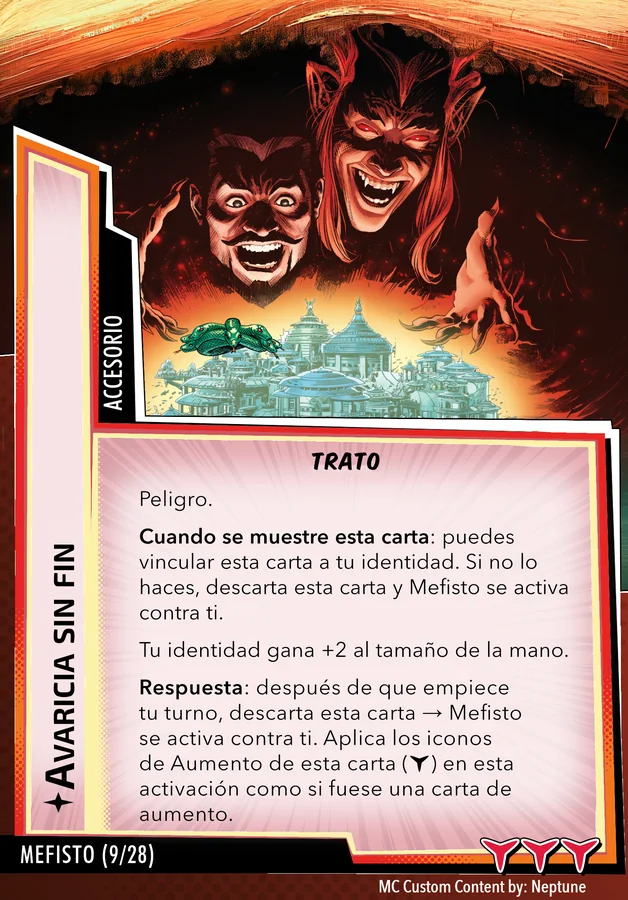 ACCESORIO
AVARICIA SIN FIN
TRATO
Peligro.
Cuando se muestre esta carta: puedes
vincular esta carta a tu identidad. Si no lo
haces, descarta esta carta y Mefisto se activa
contra ti.
Tu identidad gana +2 al tamaño de la mano.
Respuesta: después de que empiece
tu turno, descarta esta carta → Mefisto
se activa contra ti. Aplica los iconos
de Aumento de esta carta () en esta
activación como si fuese una carta de
aumento.
MEFISTO (9/28)
MC Custom Content by: Neptune